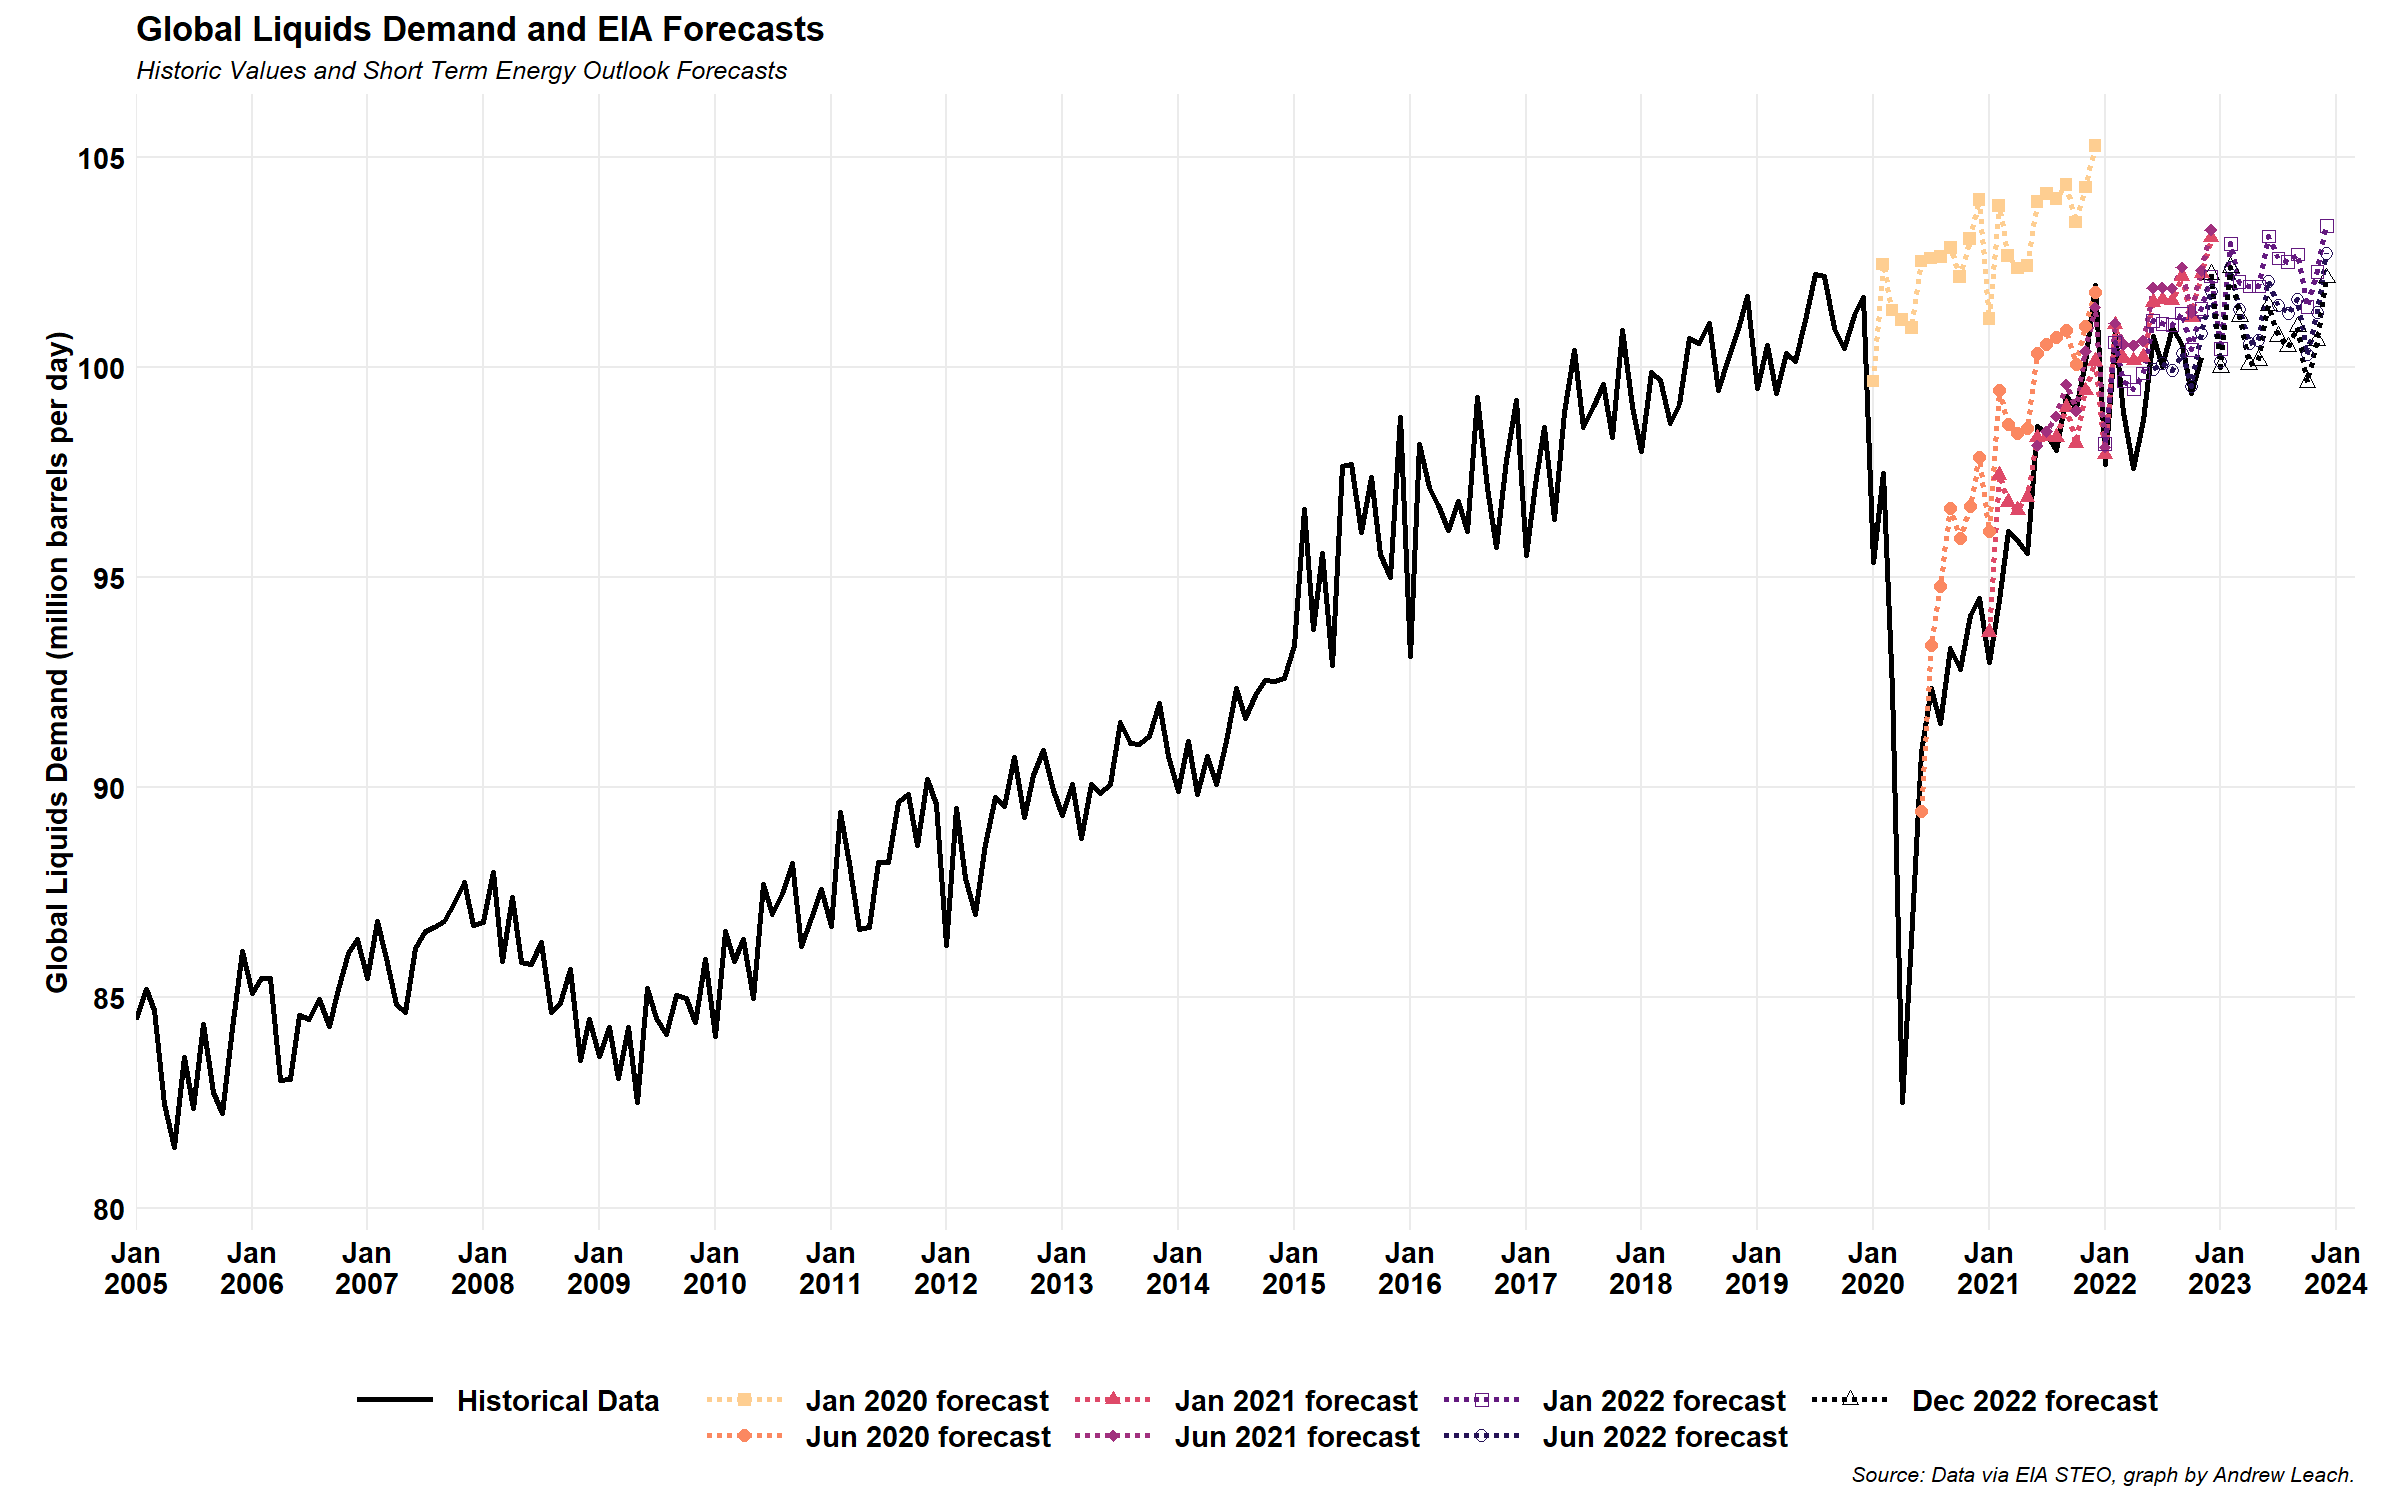 Global Liquids Demand and EIA Forecasts
Historic Values and Short Term Energy Outlook Forecasts
Global Liquids Demand (million barrels per day)
105
100
95
90
85
80
Jan Jan Jan Jan Jan Jan Jan Jan Jan Jan Jan Jan Jan Jan Jan Jan Jan Jan Jan Jan
2005 2006 2007 2008 2009 2010 2011 2012 2013 2014 2015 2016 2017 2018 2019 2020 2021 2022 2023 2024
Historical Data Jan 2020 forecast Jan 2021 forecast Jan 2022 forecast Dec 2022 forecast
Jun 2020 forecast Jun 2021 forecast Jun 2022 forecast
Source: Data via EIA STEO, graph by Andrew Leach.